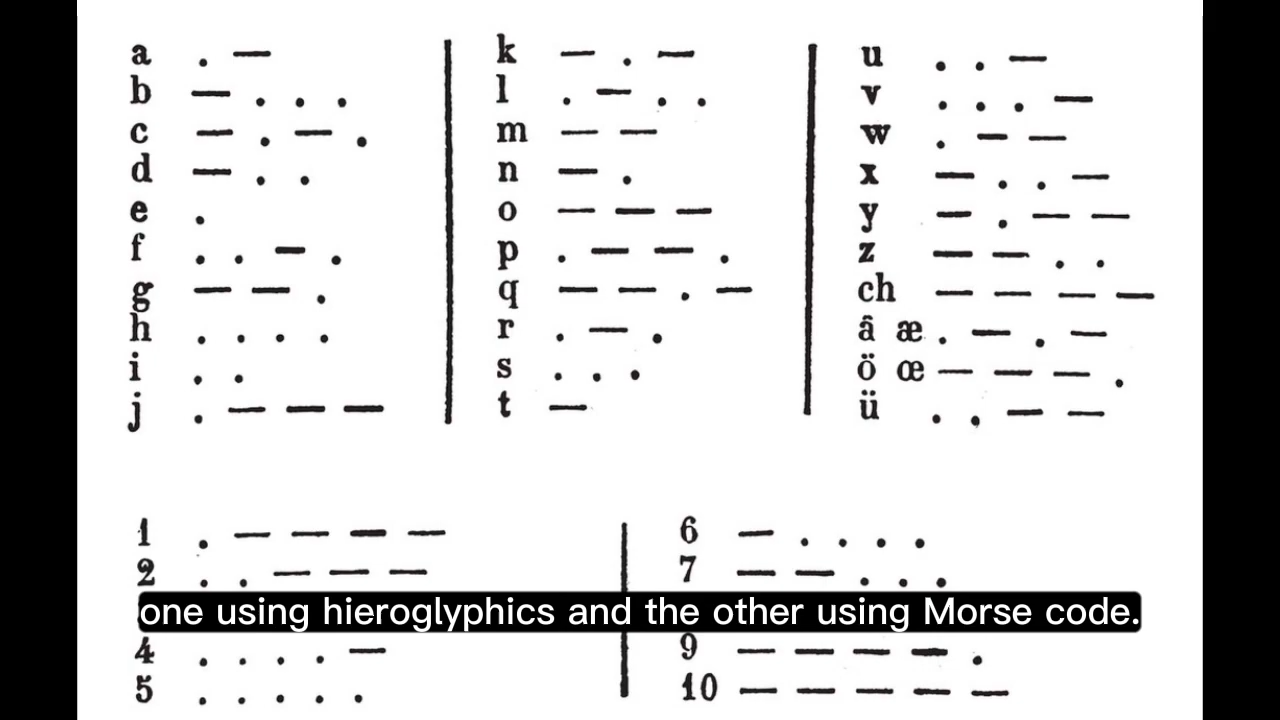 a . —
b — . . .
c — . — .
d — . .
e .
f . . — .
g — — .
h . . . .
i . .
j . — — —
k — . —
l . — . .
m — —
n — .
o — — —
p . — — .
q — — . —
r . — .
s . . .
t —
u . . —
v . . . —
w . — —
x — . . —
y — . — —
z — — . .
ch — — — —
â æ . — . —
ö œ — — — .
ü . . — —
1 . — — — —
2 . . — — —
4 . . . . —
5 . . . . .
6 — . . . .
7 — — . . .
9 — — — — .
10 — — — — —
one using hieroglyphics and the other using Morse code.